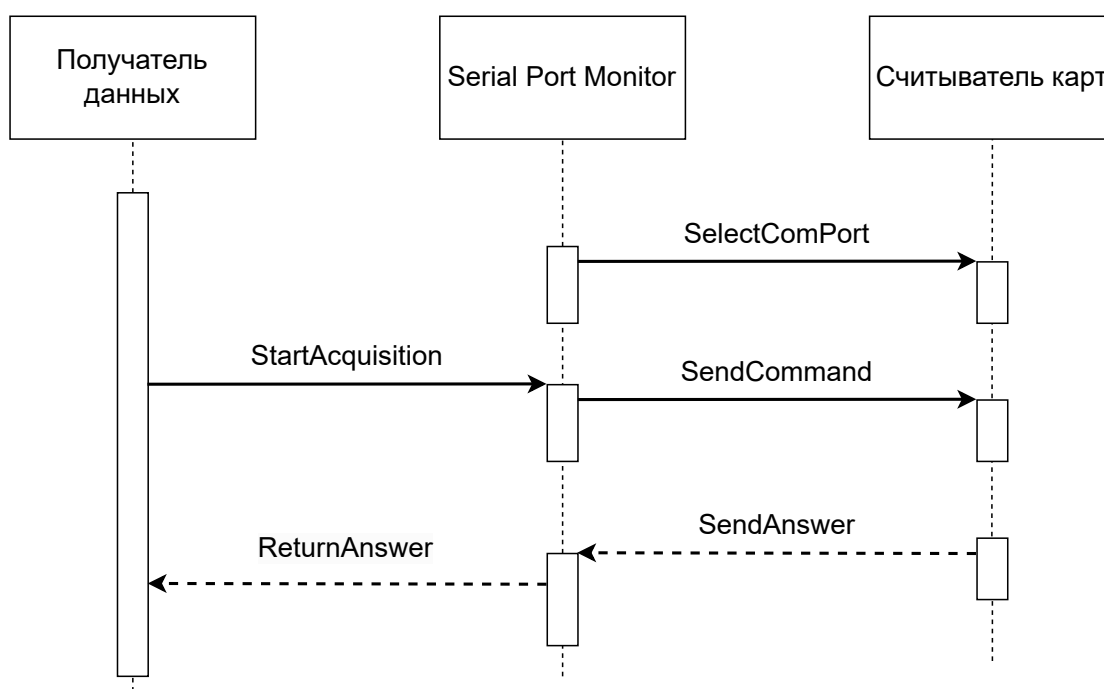 Получатель
данных
Serial Port Monitor
Считыватель карт
SelectComPort
StartAcquisition
SendCommand
SendAnswer
ReturnAnswer